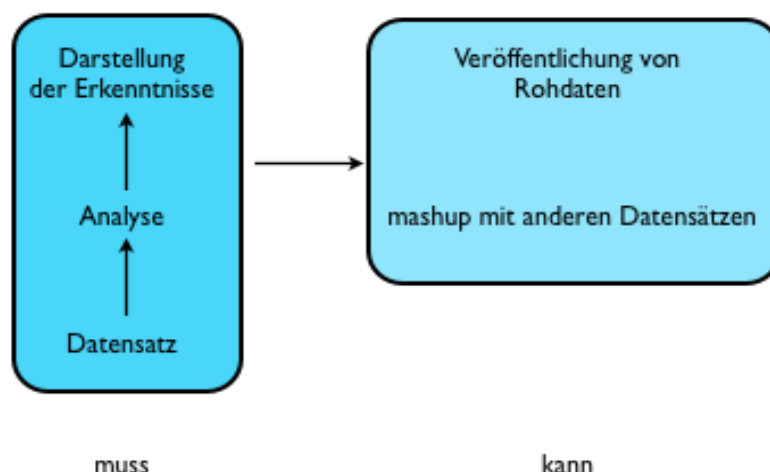 Darstellung
der Erkenntnisse
Analyse
Datensatz
muss
Veröffentlichung von
Rohdaten
mashup mit anderen Datensätzen
kann